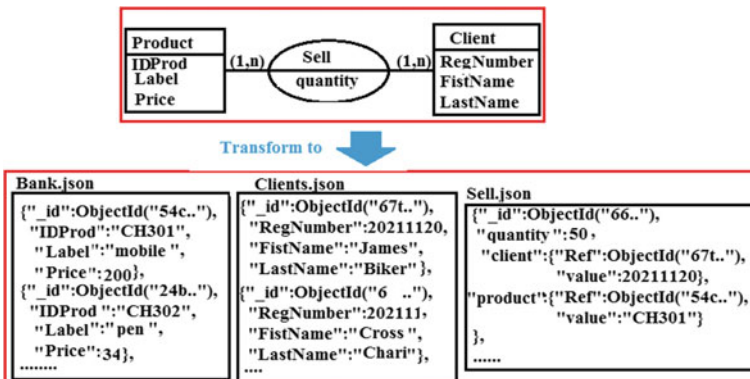 Product
IDProd
Label
Price
(1,n)
Sell
quantity
(1,n)
Client
RegNumber
FistName
LastName
Transform to
Bank.json
{"_id":ObjectId("54c.."),
"IDProd":"CH301",
"Label":"mobile",
"Price":200},
{"_id":ObjectId("24b.."),
"IDProd":"CH302",
"Label":"pen",
"Price":34},
........
Clients.json
{"_id":ObjectId("67t.."),
"RegNumber":20211120,
"FistName":"James",
"LastName":"Biker"},
{"_id":ObjectId("6 .."),
"RegNumber":202111,
"FistName":"Cross",
"LastName":"Chari"},
....
Sell.json
{"_id":ObjectId("66.."),
"quantity":50,
"client":{"Ref":ObjectId("67t.."),
"value":20211120},
"product":{"Ref":ObjectId("54c.."),
"value":"CH301"}
},
......